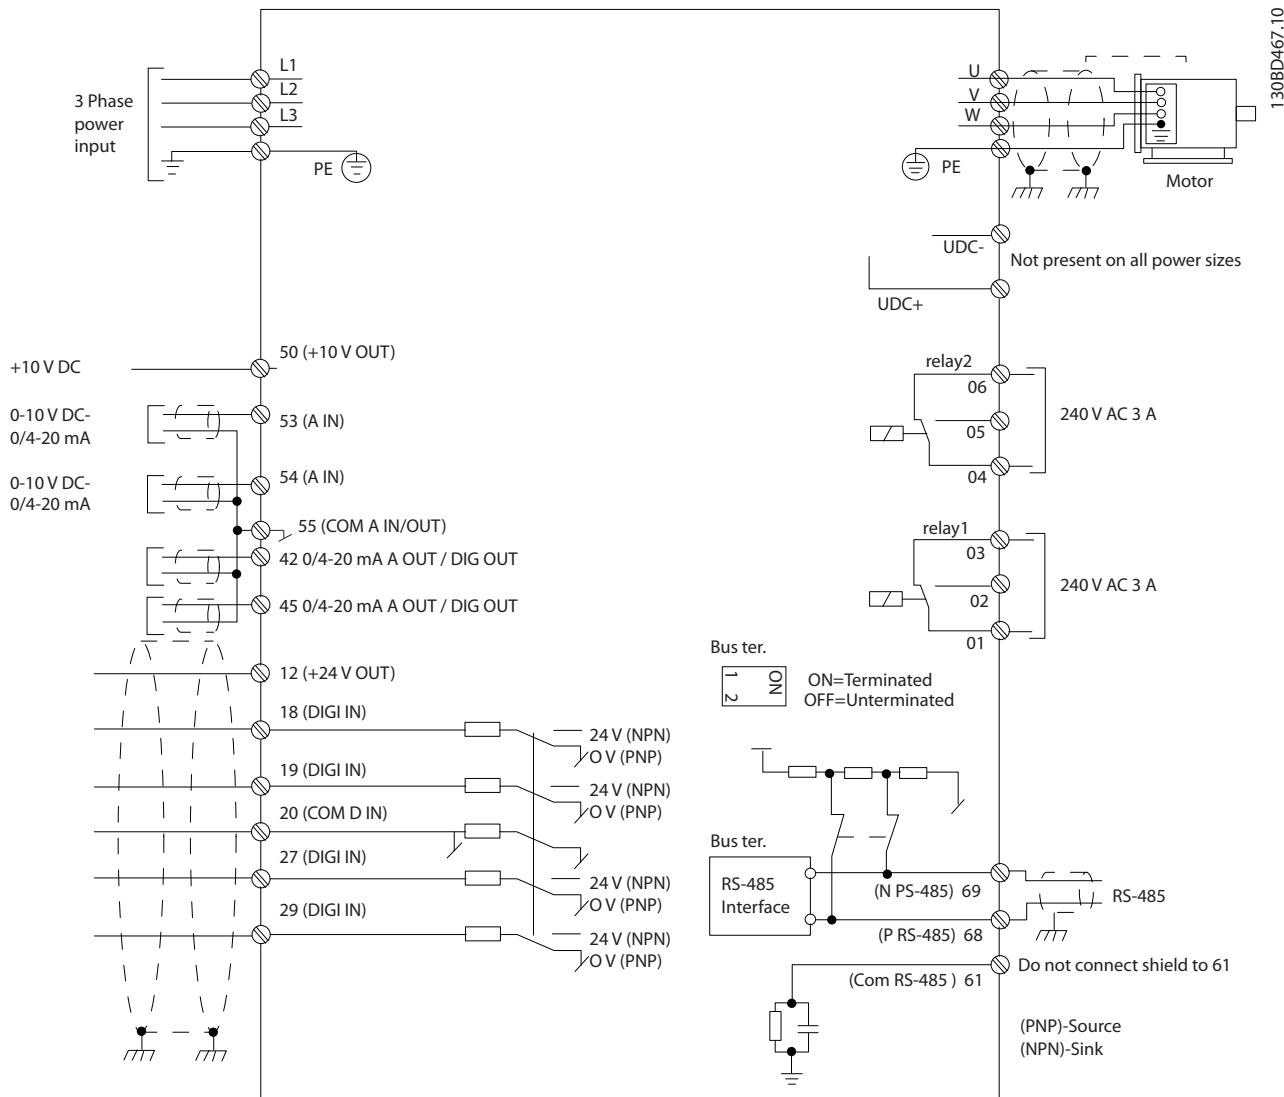 130BD467.10
3 Phase
power
input
L1
L2
L3
PE
U
V
W
PE
Motor
UDC-
Not present on all power sizes
UDC+
+10 V DC
50 (+10 V OUT)
0-10 V DC-
0/4-20 mA
53 (A IN)
0-10 V DC-
0/4-20 mA
54 (A IN)
55 (COM A IN/OUT)
42 0/4-20 mA A OUT / DIG OUT
45 0/4-20 mA A OUT / DIG OUT
12 (+24 V OUT)
18 (DIGI IN)
24 V (NPN)
O V (PNP)
19 (DIGI IN)
24 V (NPN)
O V (PNP)
20 (COM D IN)
27 (DIGI IN)
24 V (NPN)
O V (PNP)
29 (DIGI IN)
24 V (NPN)
O V (PNP)
relay2
06
05
04
240 V AC 3 A
relay1
03
02
01
240 V AC 3 A
Bus ter.
1
2
ON
ON=Terminated
OFF=Unterminated
Bus ter.
RS-485
Interface
(N PS-485) 69
RS-485
(P RS-485) 68
(Com RS-485 ) 61
Do not connect shield to 61
(PNP)-Source
(NPN)-Sink